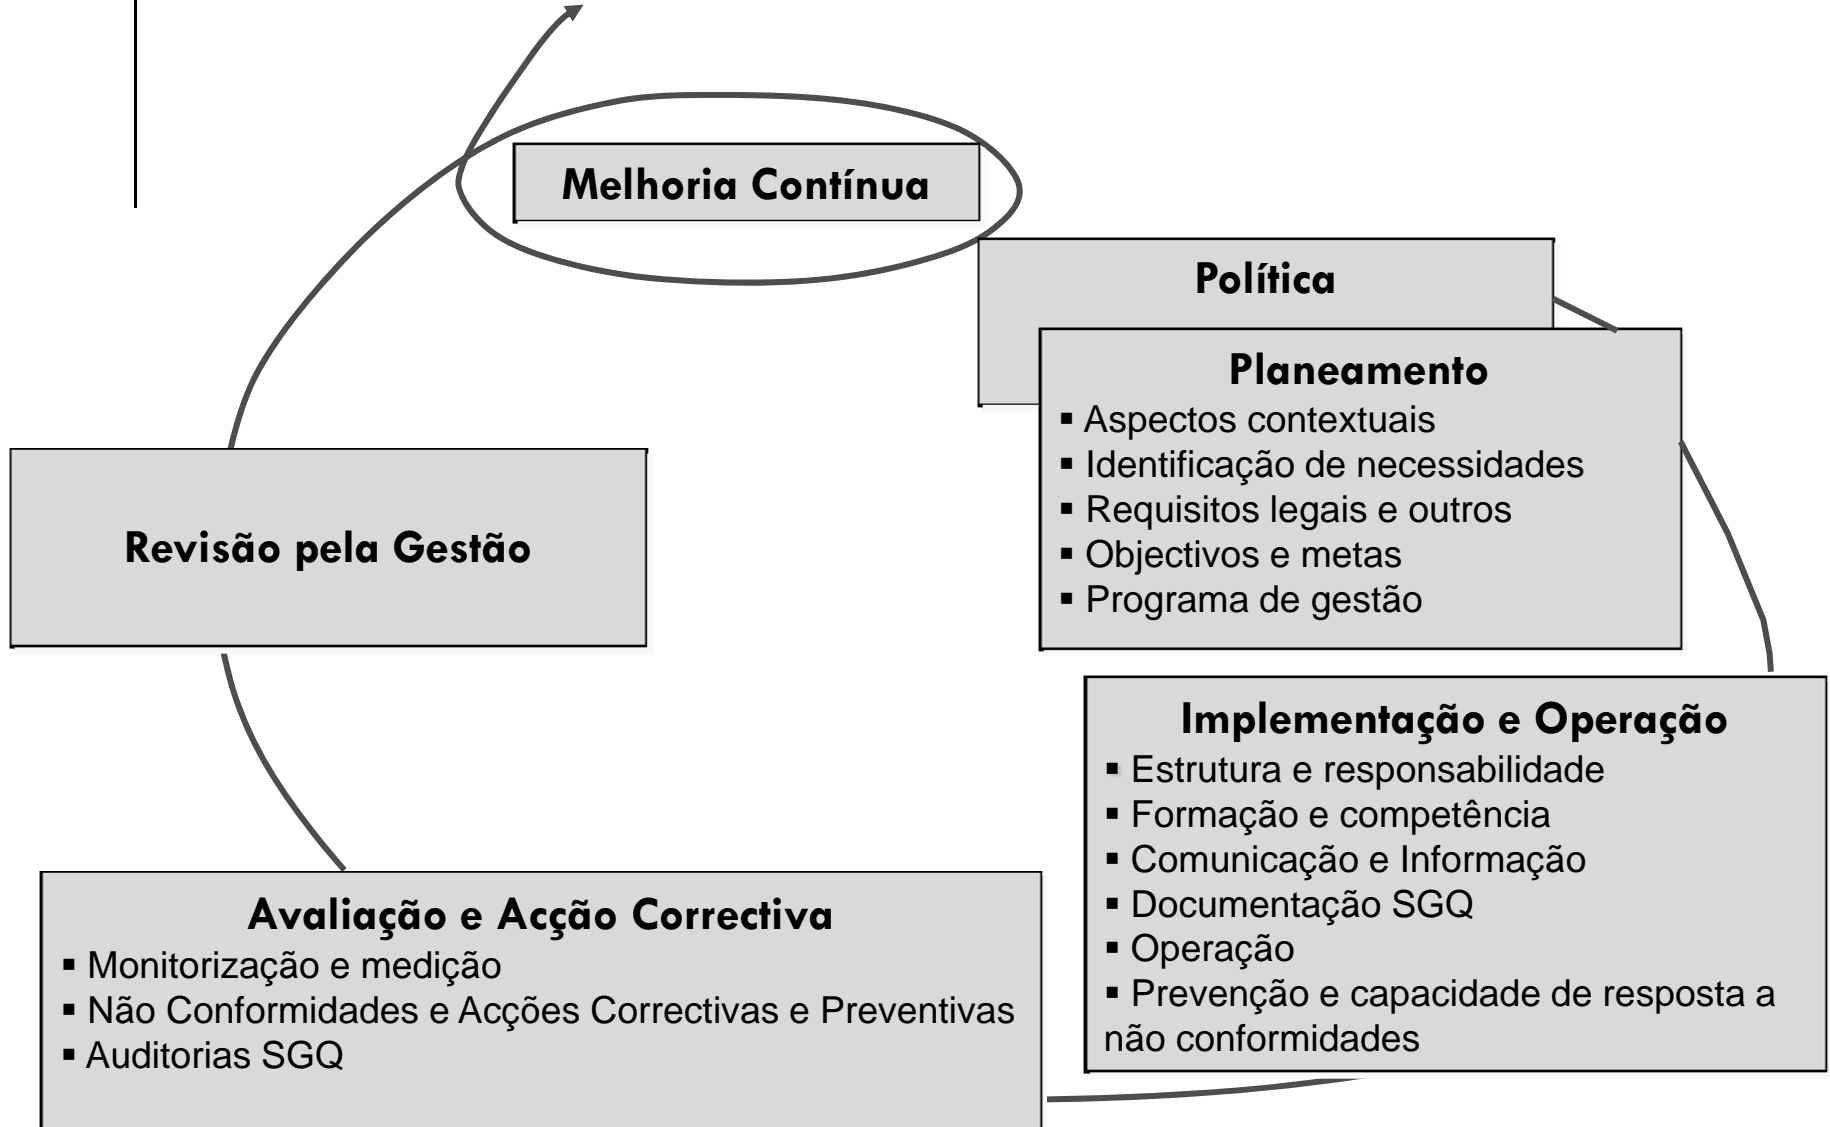 Melhoria Contínua
Política
Planeamento
▪ Aspectos contextuais
▪ Identificação de necessidades
▪ Requisitos legais e outros
▪ Objectivos e metas
▪ Programa de gestão
Revisão pela Gestão
Implementação e Operação
▪ Estrutura e responsabilidade
▪ Formação e competência
▪ Comunicação e Informação
▪ Documentação SGQ
▪ Operação
▪ Prevenção e capacidade de resposta a
não conformidades
Avaliação e Acção Correctiva
▪ Monitorização e medição
▪ Não Conformidades e Acções Correctivas e Preventivas
▪ Auditorias SGQ